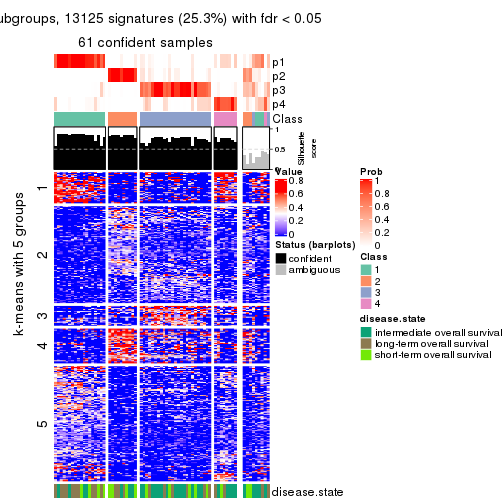 ubgroups, 13125 signatures (25.3%) with fdr < 0.05
61 confident samples
p1
p2
p3
p4
Class
1
0.5
0
Silhouette
score
k-means with 5 groups
1
2
3
4
5
disease.state
Value
0.8
0.6
0.4
0.2
0
Status (barplots)
confident
ambiguous
Prob
1
0.8
0.6
0.4
0.2
0
Class
1
2
3
4
disease.state
intermediate overall survival
long-term overall survival
short-term overall survival